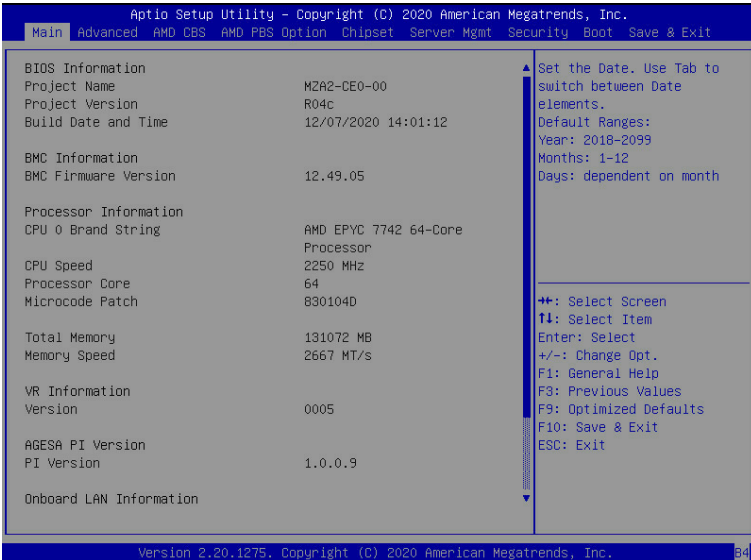 Aptio Setup Utility – Copyright (C) 2020 American Megatrends, Inc.
Main Advanced AMD CBS AMD PBS Option Chipset Server Mgmt Security Boot Save & Exit
BIOS Information
Project Name MZA2-CE0-00
Project Version R04c
Build Date and Time 12/07/2020 14:01:12
BMC Information
BMC Firmware Version 12.49.05
Processor Information
CPU 0 Brand String AMD EPYC 7742 64-Core
Processor
CPU Speed 2250 MHz
Processor Core 64
Microcode Patch 830104D
Total Memory 131072 MB
Memory Speed 2667 MT/s
VR Information
Version 0005
AGESA PI Version
PI Version 1.0.0.9
Onboard LAN Information
Set the Date. Use Tab to
switch between Date
elements.
Default Ranges:
Year: 2018-2099
Months: 1-12
Days: dependent on month
→←: Select Screen
↑↓: Select Item
Enter: Select
+/-: Change Opt.
F1: General Help
F3: Previous Values
F9: Optimized Defaults
F10: Save & Exit
ESC: Exit
Version 2.20.1275. Copyright (C) 2020 American Megatrends, Inc.
B4